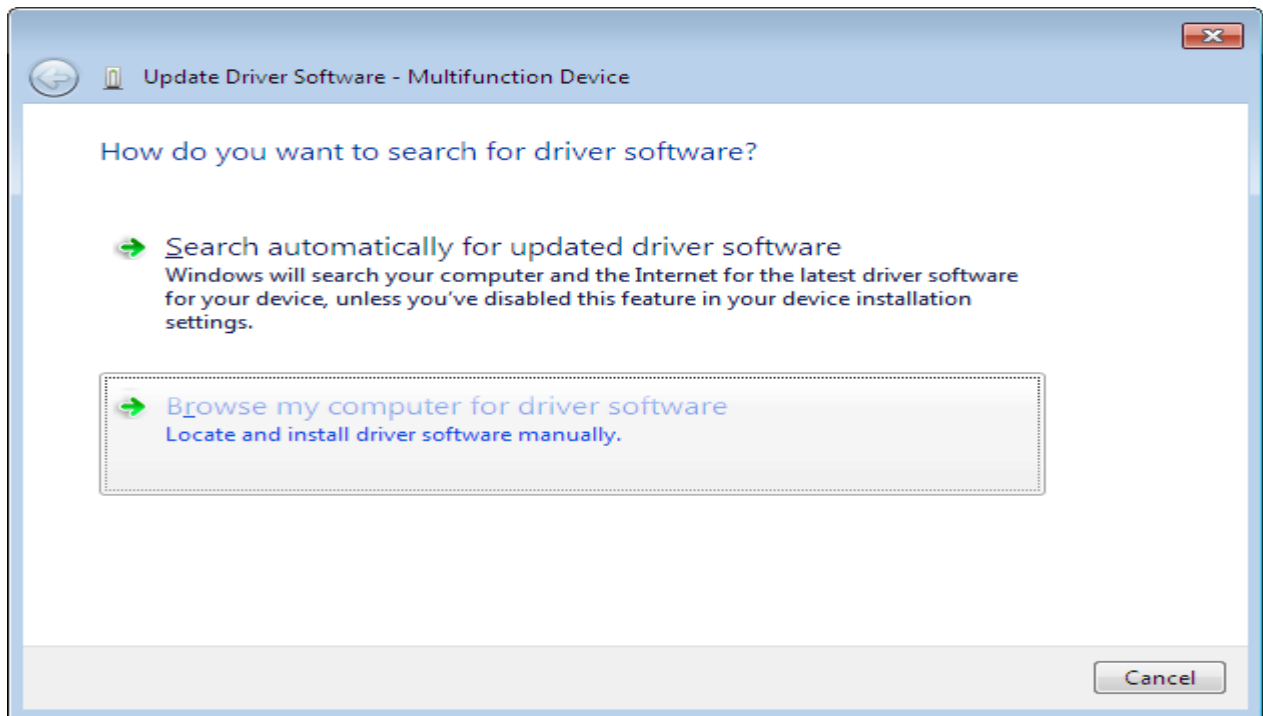 Update Driver Software - Multifunction Device
How do you want to search for driver software?
Search automatically for updated driver software
Windows will search your computer and the Internet for the latest driver software
for your device, unless you've disabled this feature in your device installation
settings.
Browse my computer for driver software
Locate and install driver software manually.
Cancel